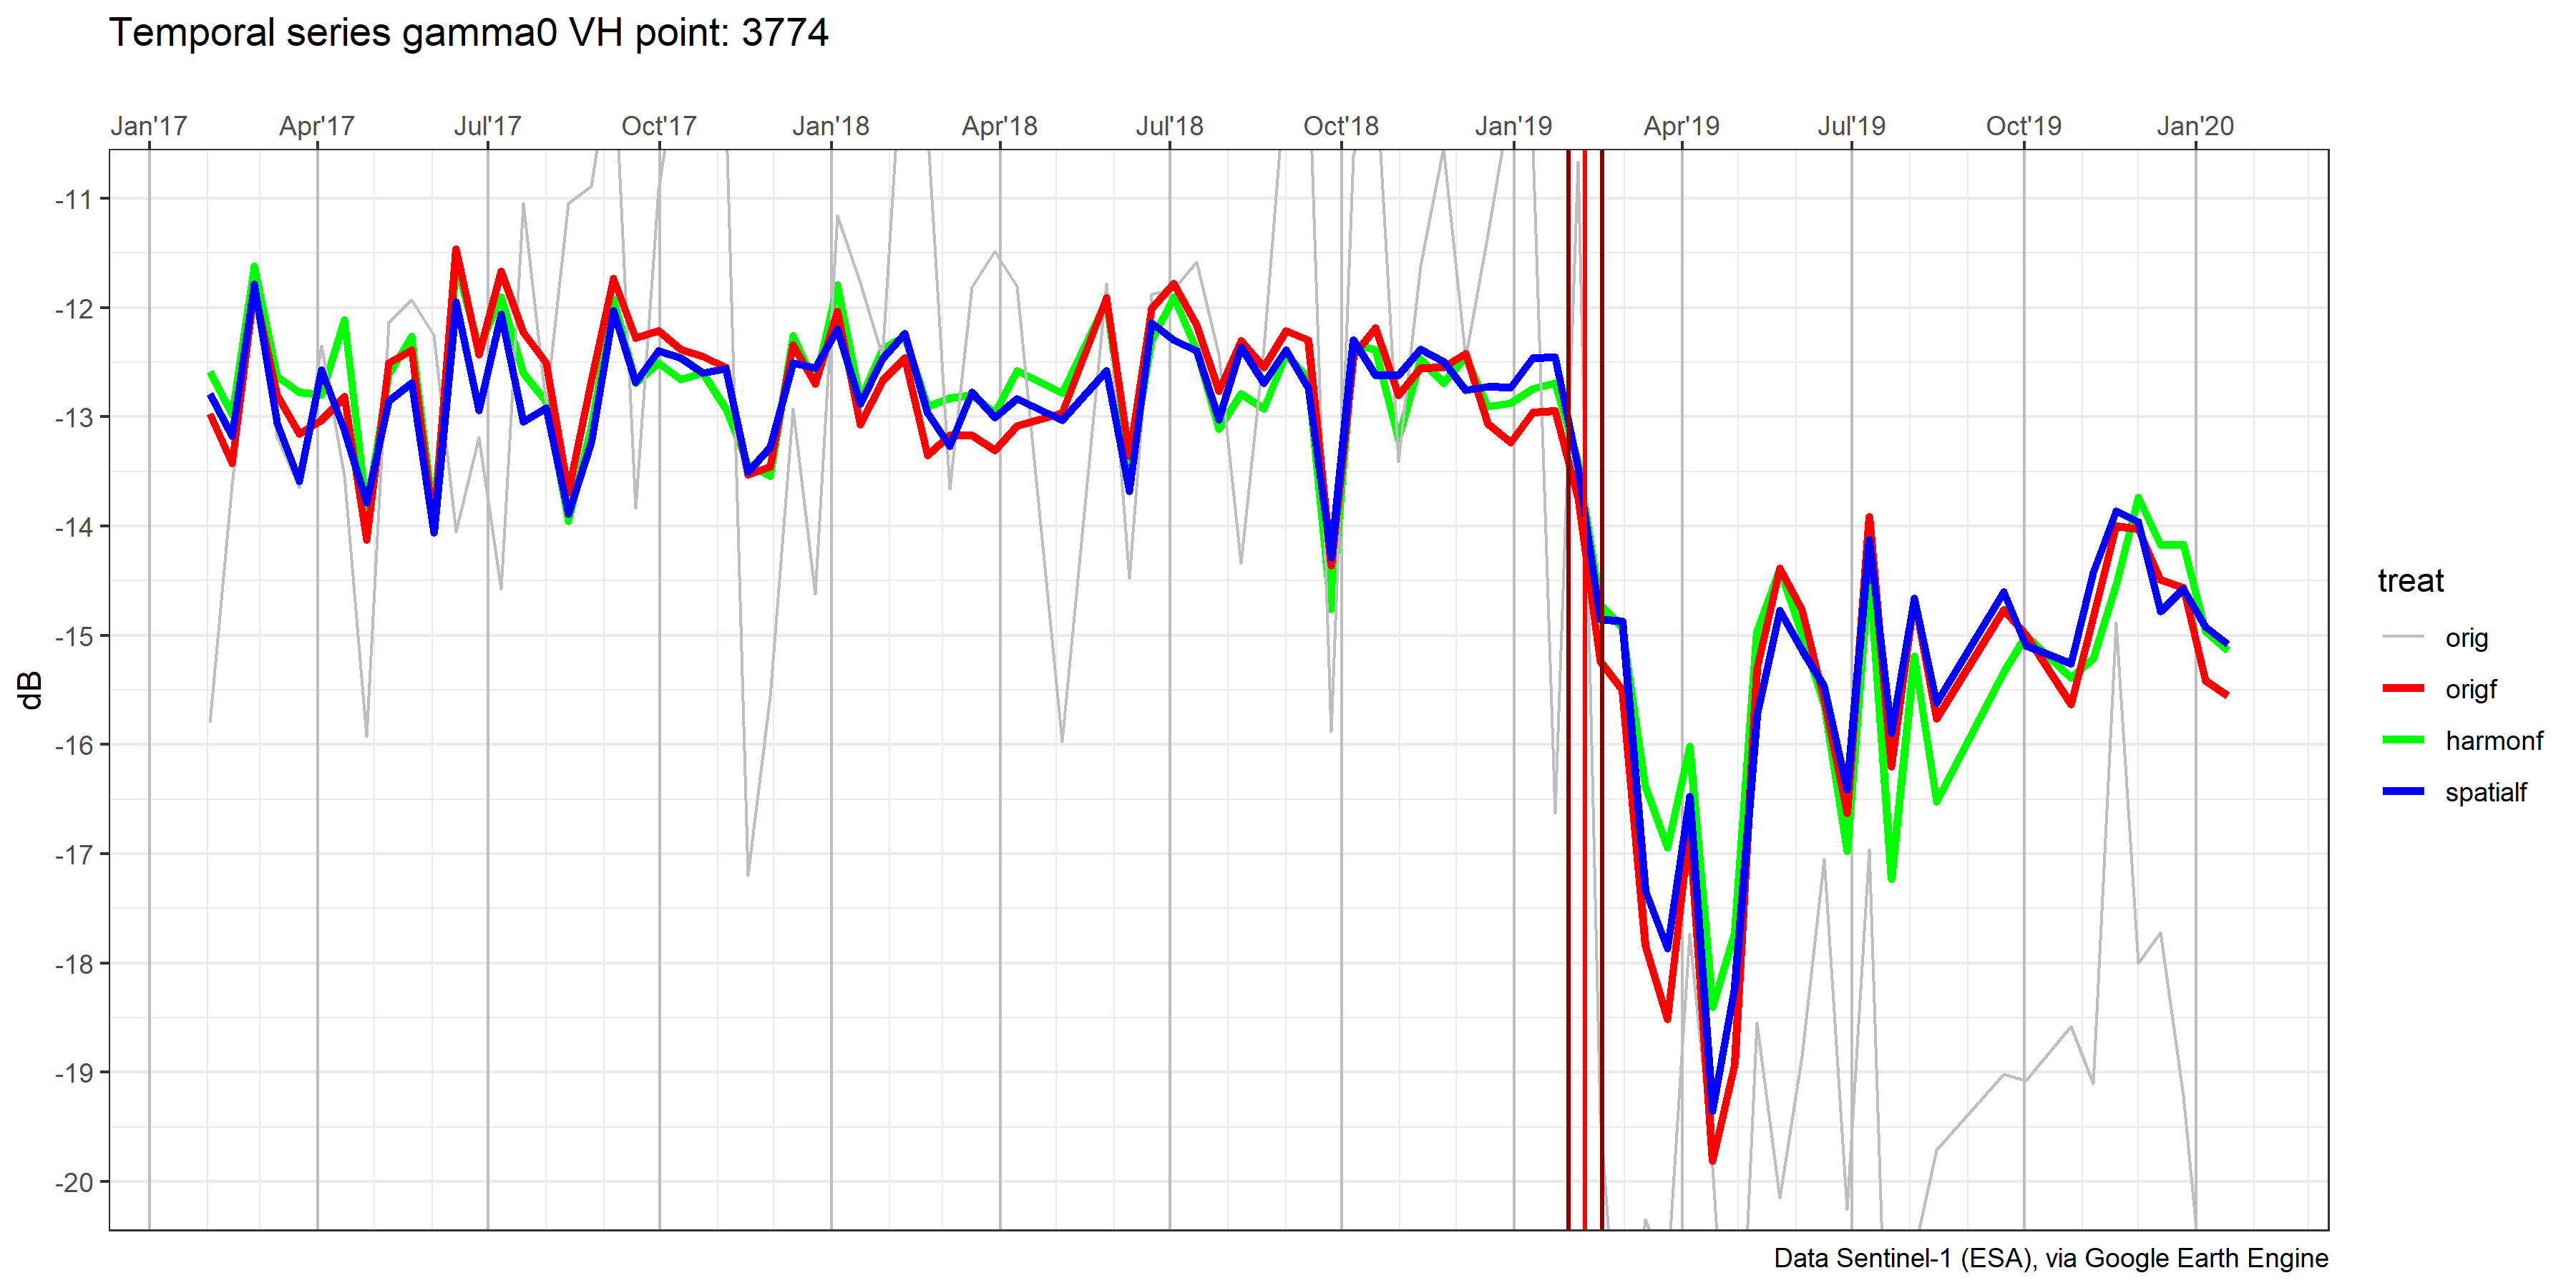 Temporal series gamma0 VH point: 3774
Jan'17 Apr'17 Jul'17 Oct'17 Jan'18 Apr'18 Jul'18 Oct'18 Jan'19 Apr'19 Jul'19 Oct'19 Jan'20
-11
-12
-13
-14
-15
-16
-17
-18
-19
-20
dB
treat
orig
origf
harmonf
spatialf
Data Sentinel-1 (ESA), via Google Earth Engine